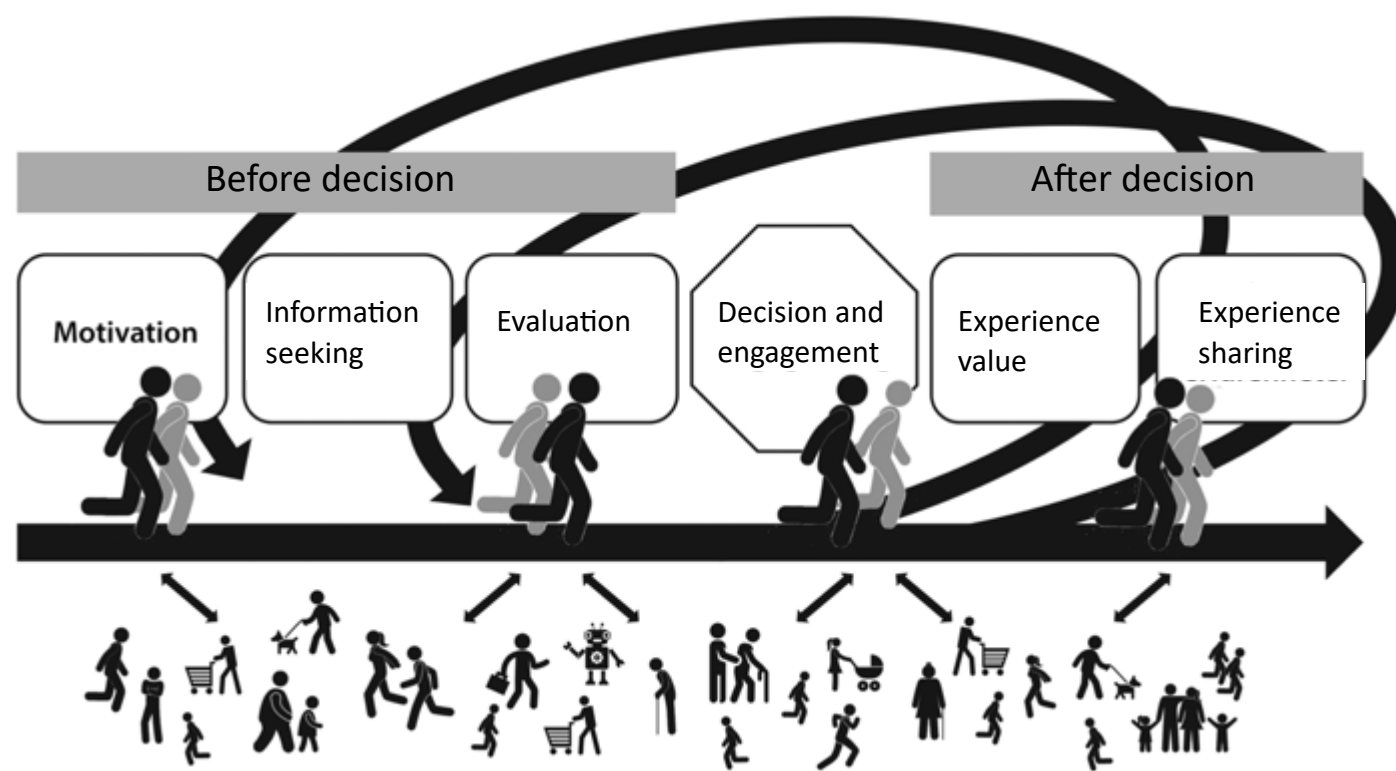 Before decision
After decision
Motivation
Information
seeking
Evaluation
Decision and
engagement
Experience
value
Experience
sharing